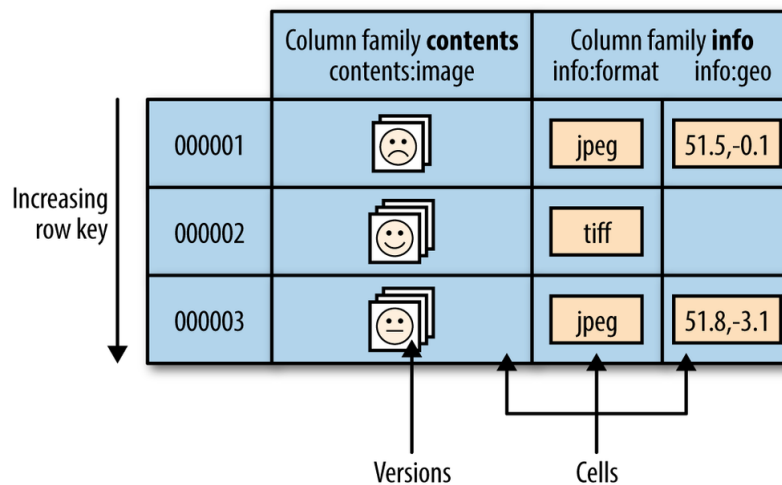 Column family contents
contents:image
Column family info
info:format info:geo
Increasing
row key
000001
jpeg
51.5,-0.1
000002
tiff
000003
jpeg
51.8,-3.1
Versions
Cells